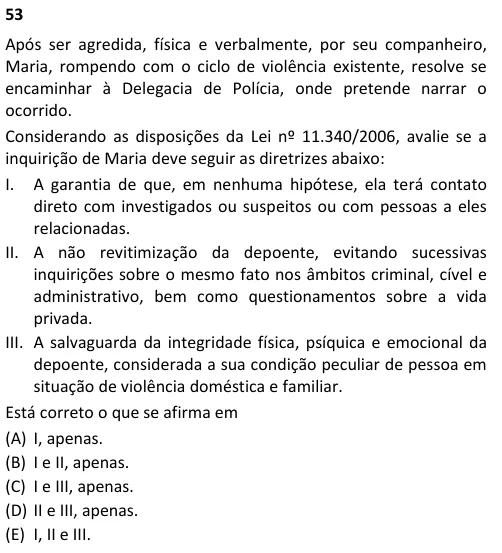 53
Após ser agredida, física e verbalmente, por seu companheiro,
Maria, rompendo com o ciclo de violência existente, resolve se
encaminhar à Delegacia de Polícia, onde pretende narrar o
ocorrido.
Considerando as disposições da Lei nº 11.340/2006, avalie se a
inquirição de Maria deve seguir as diretrizes abaixo:
I. A garantia de que, em nenhuma hipótese, ela terá contato
direto com investigados ou suspeitos ou com pessoas a eles
relacionadas.
II. A não revitimização da depoente, evitando sucessivas
inquirições sobre o mesmo fato nos âmbitos criminal, cível e
administrativo, bem como questionamentos sobre a vida
privada.
III. A salvaguarda da integridade física, psíquica e emocional da
depoente, considerada a sua condição peculiar de pessoa em
situação de violência doméstica e familiar.
Está correto o que se afirma em
(A) I, apenas.
(B) I e II, apenas.
(C) I e III, apenas.
(D) II e III, apenas.
(E) I, II e III.